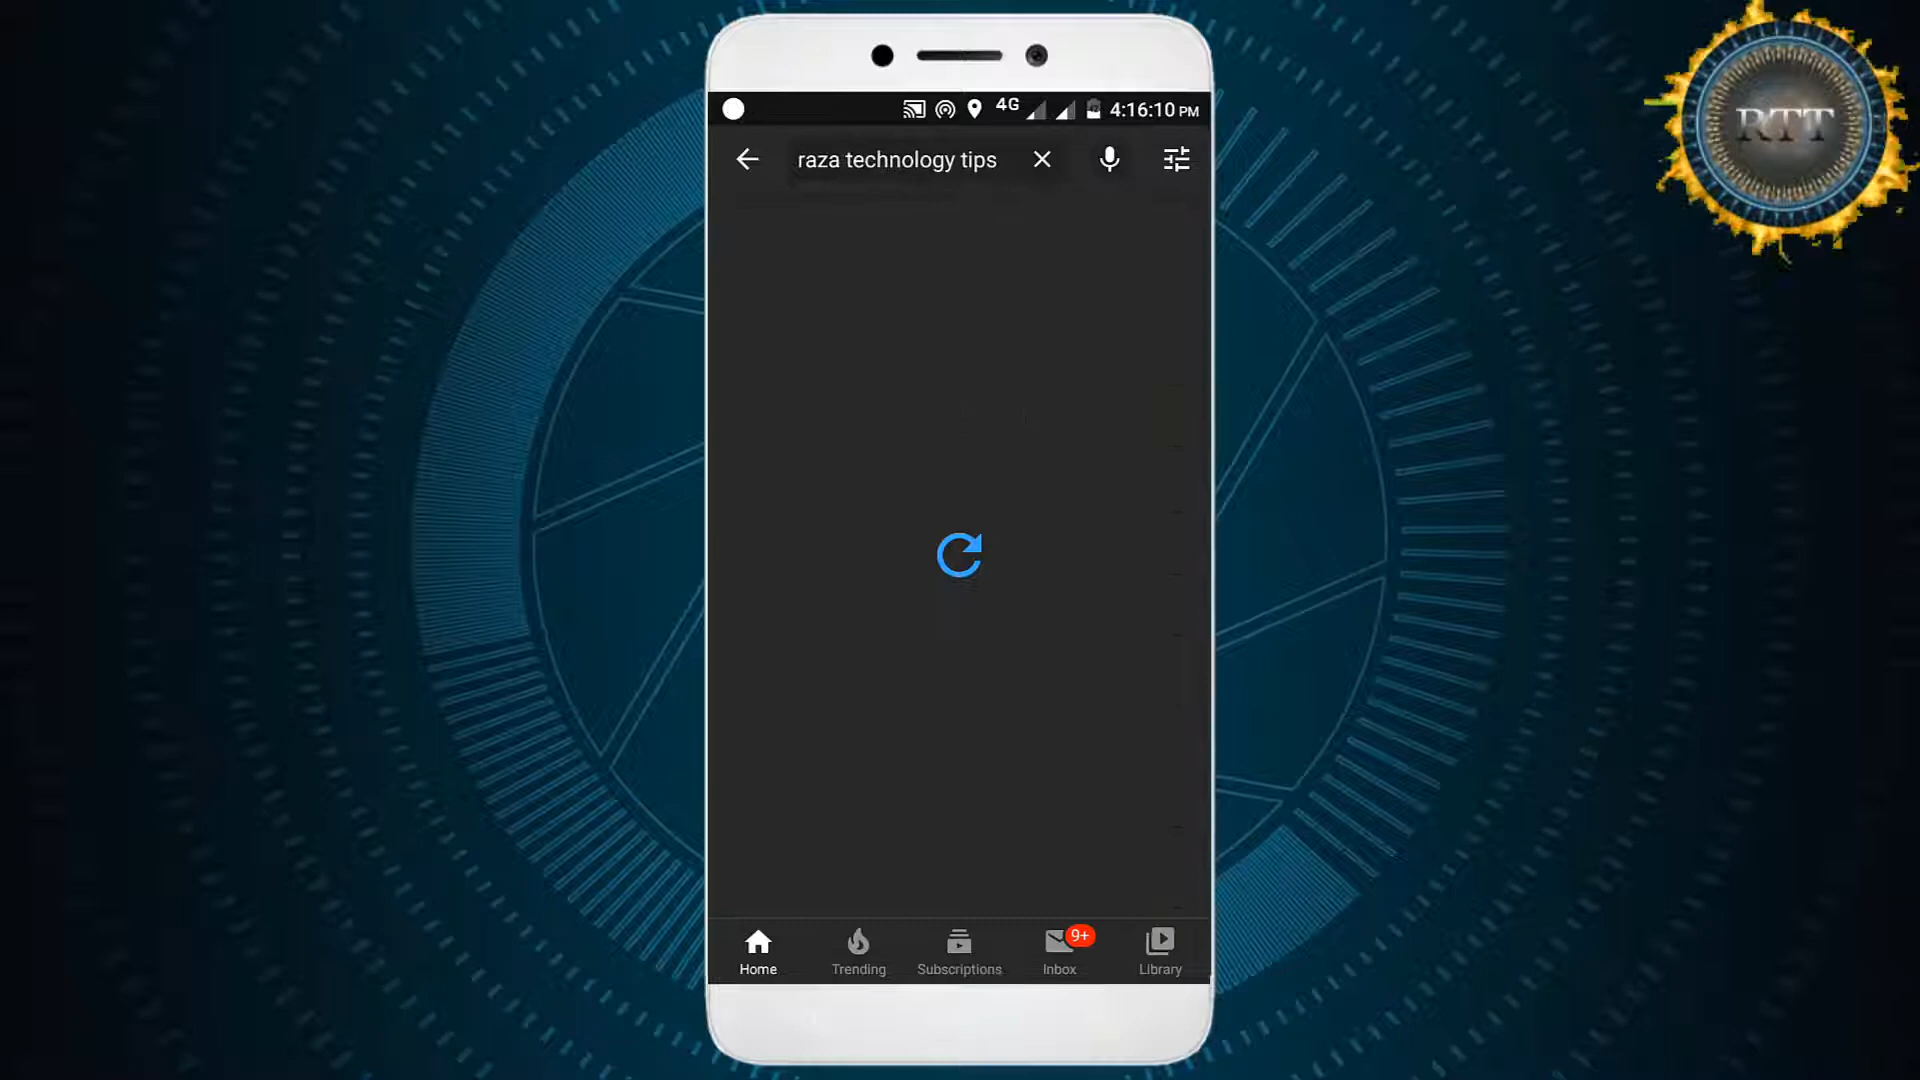 RTT
4G 4:16:10 PM
raza technology tips
9+
Home Trending Subscriptions Inbox Library